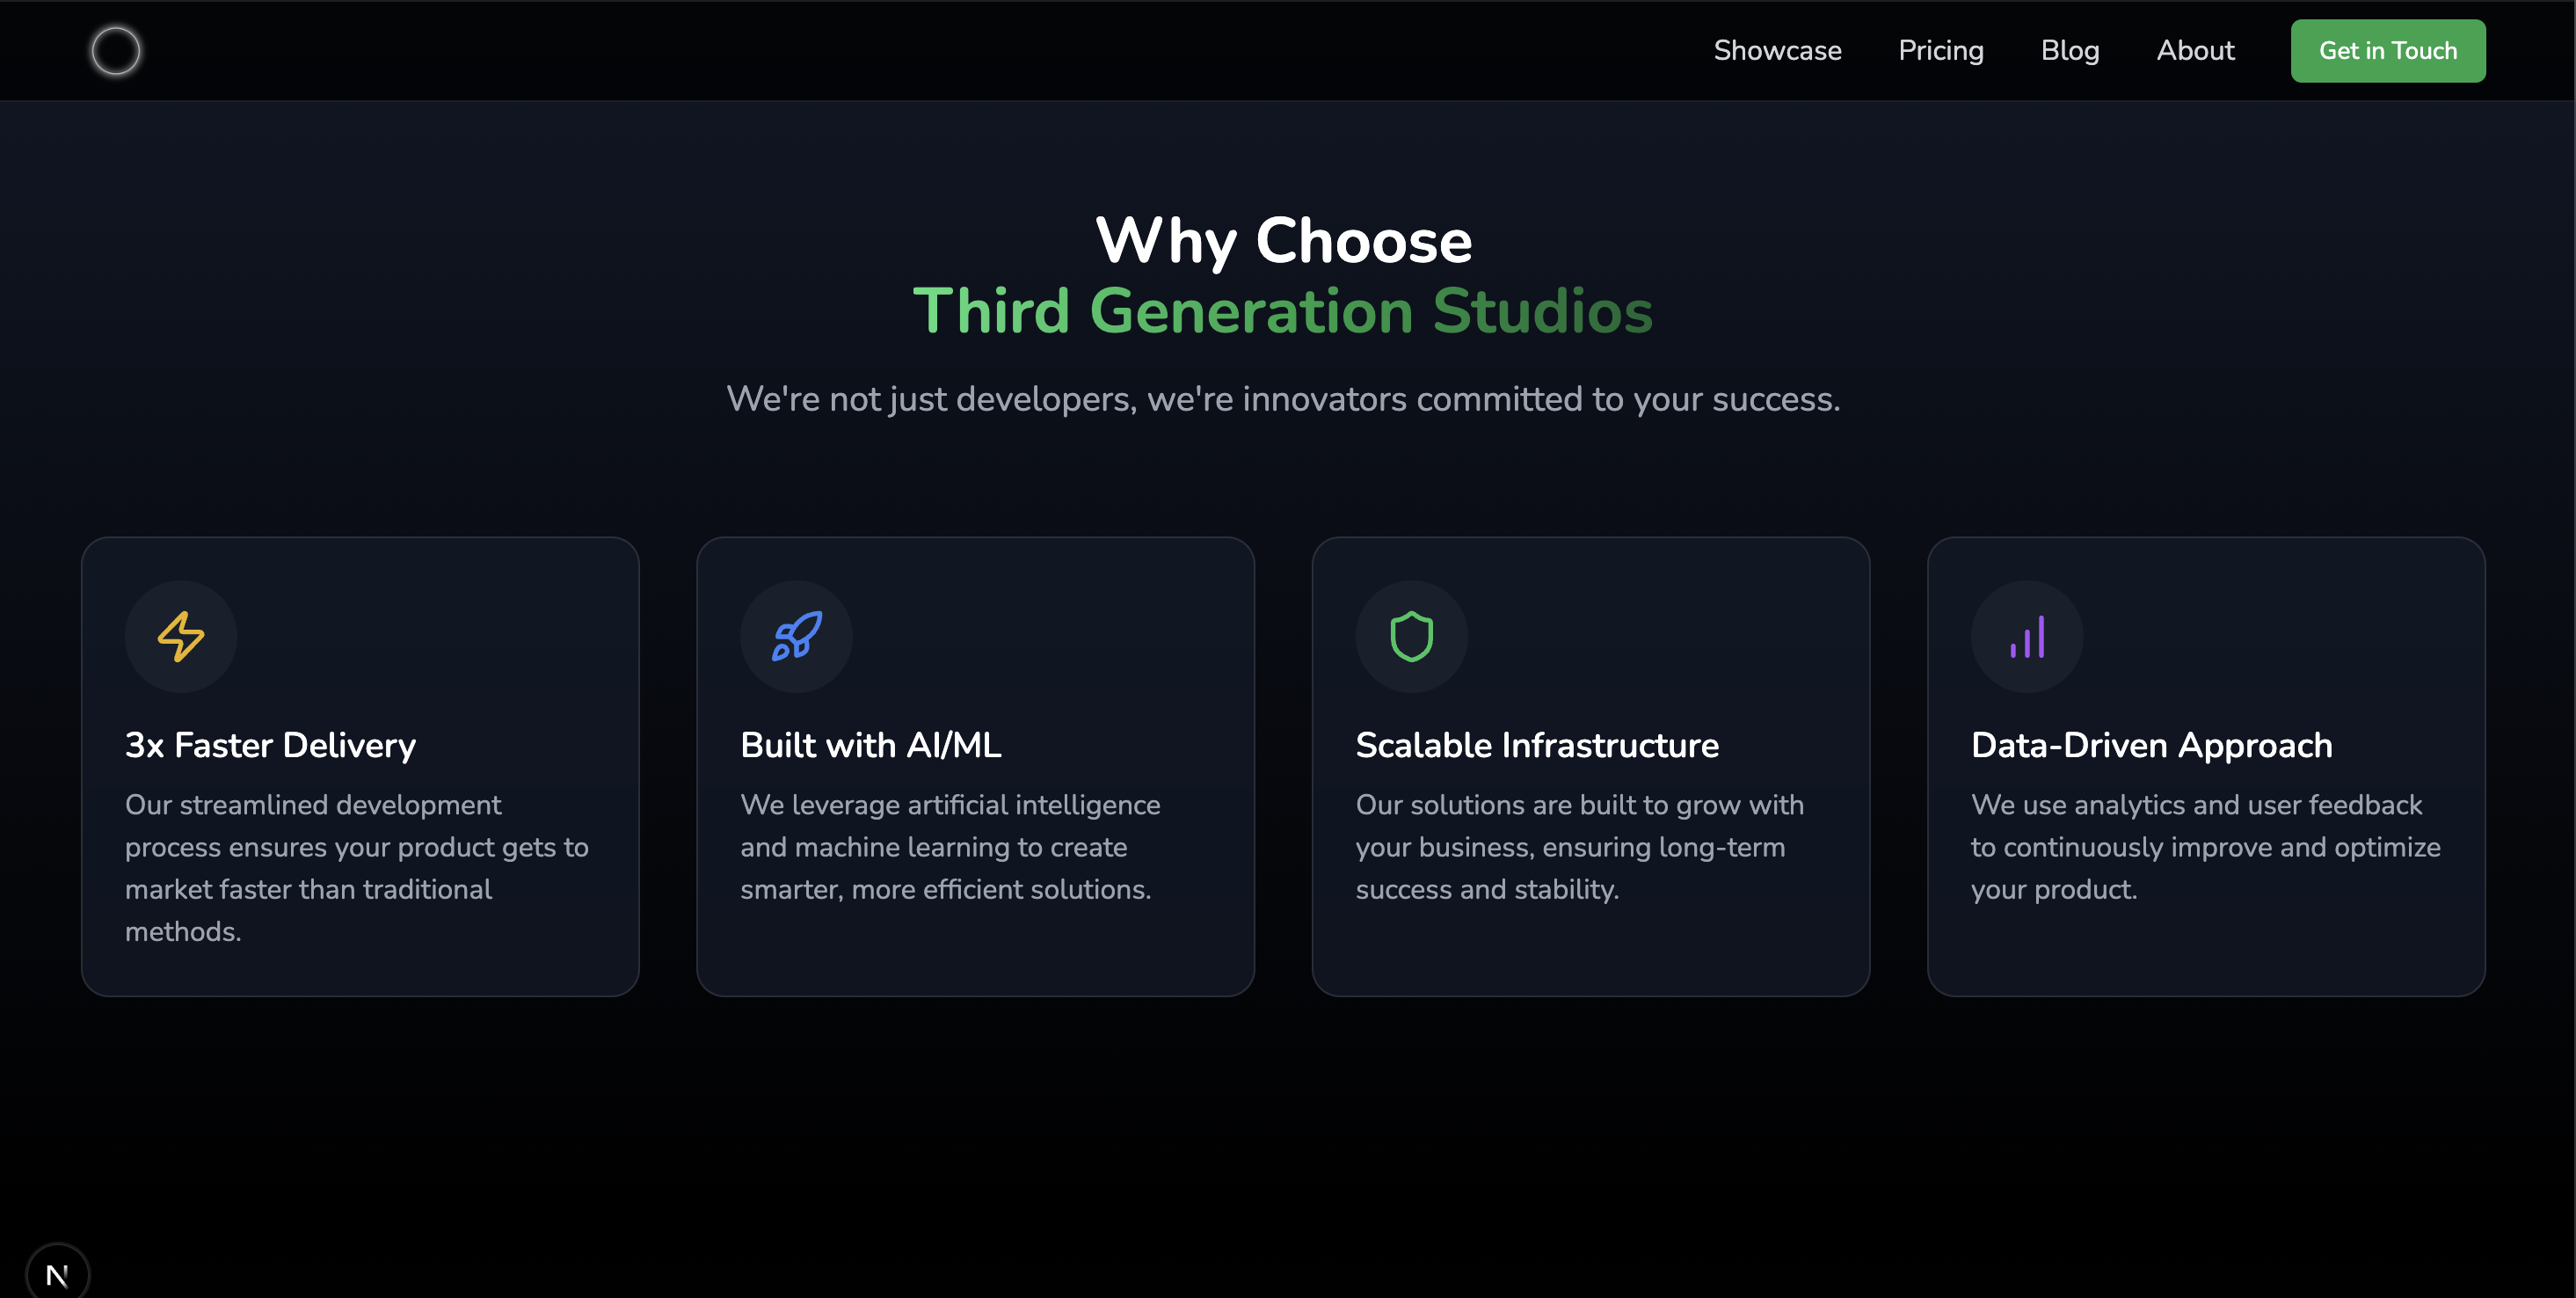 Showcase Pricing Blog About Get in Touch
Why Choose
Third Generation Studios
We're not just developers, we're innovators committed to your success.
3x Faster Delivery
Our streamlined development
process ensures your product gets to
market faster than traditional
methods.
Built with AI/ML
We leverage artificial intelligence
and machine learning to create
smarter, more efficient solutions.
Scalable Infrastructure
Our solutions are built to grow with
your business, ensuring long-term
success and stability.
Data-Driven Approach
We use analytics and user feedback
to continuously improve and optimize
your product.
N